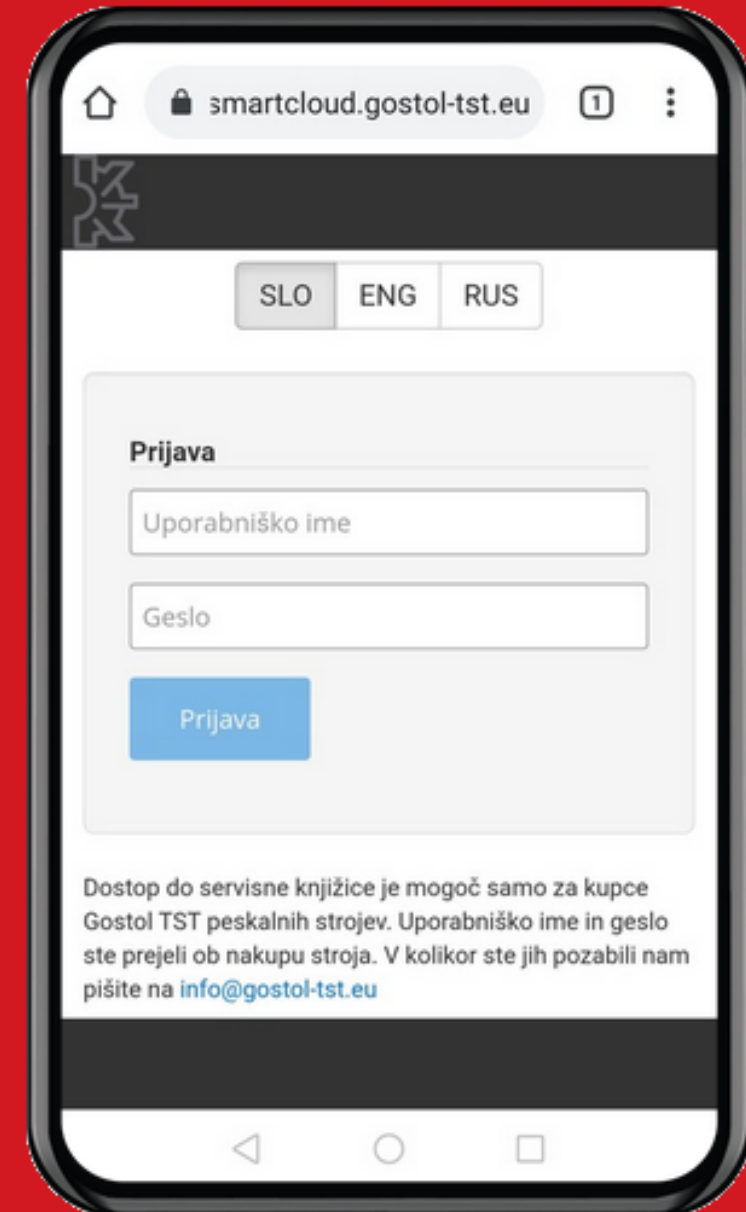 smartcloud.gostol-tst.eu 1
SLO ENG RUS
Prijava
Uporabniško ime
Geslo
Prijava
Dostop do servisne knjižice je mogoč samo za kupce
Gostol TST peskalnih strojev. Uporabniško ime in geslo
ste prejeli ob nakupu stroja. V kolikor ste jih pozabili nam
pišite na info@gostol-tst.eu